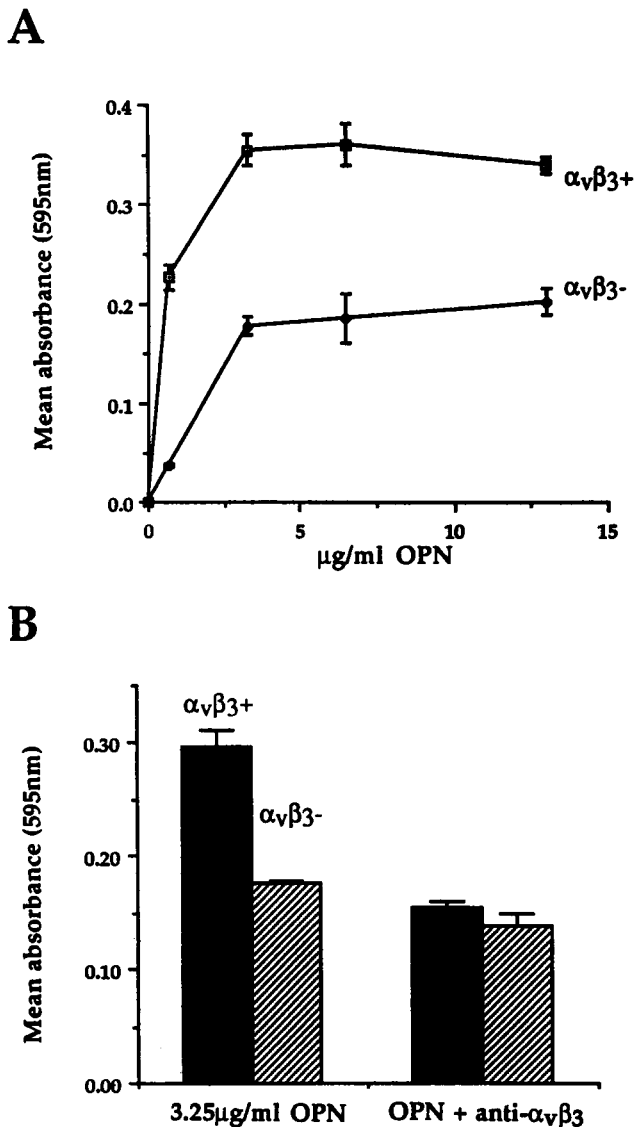 A
Mean absorbance (595nm)
0.4
0.3
0.2
0.1
0.0
αvβ3+
αvβ3-
0
5
10
15
μg/ml OPN
B
Mean absorbance (595nm)
0.30
0.20
0.10
0.00
αvβ3+
αvβ3-
3.25μg/ml OPN
OPN + anti-αvβ3